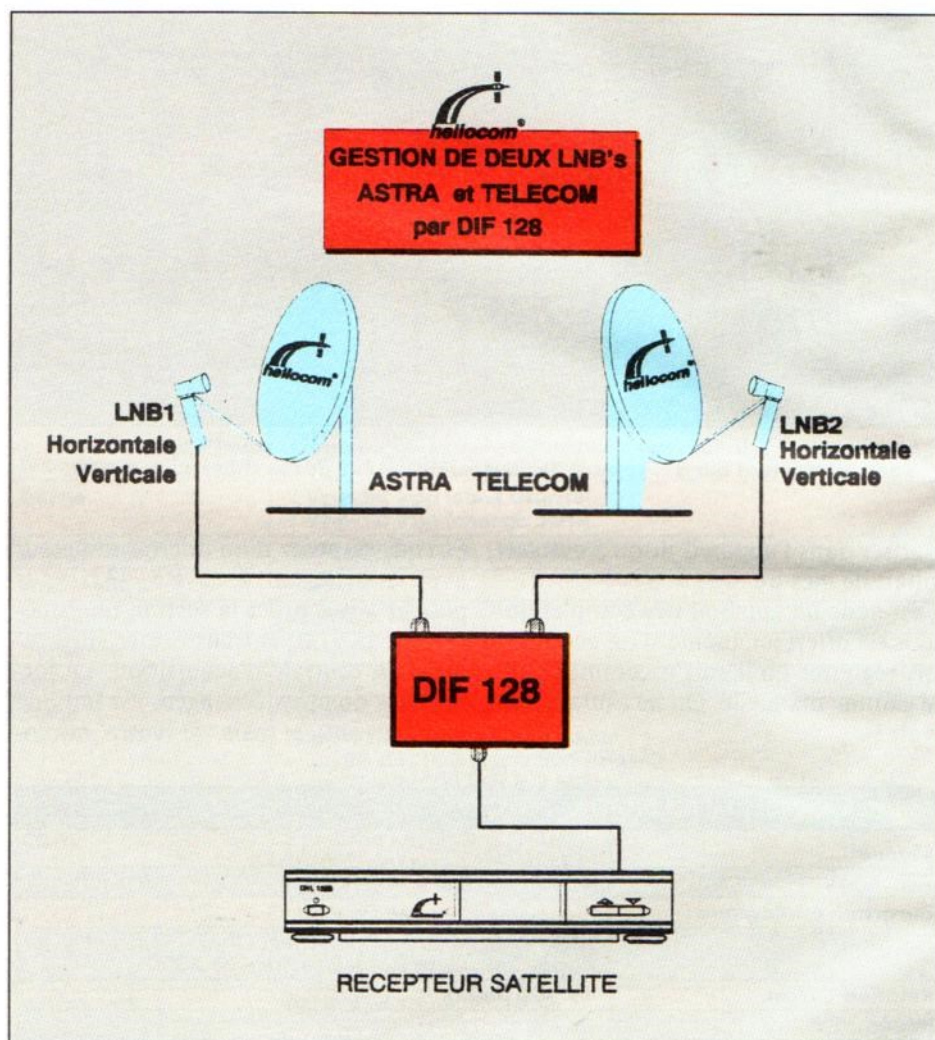 hellocom®
GESTION DE DEUX LNB's
ASTRA et TELECOM
par DIF 128
hellocom®
hellocom®
LNB1
Horizontale
Verticale
LNB2
Horizontale
Verticale
ASTRA TELECOM
DIF 128
RECEPTEUR SATELLITE